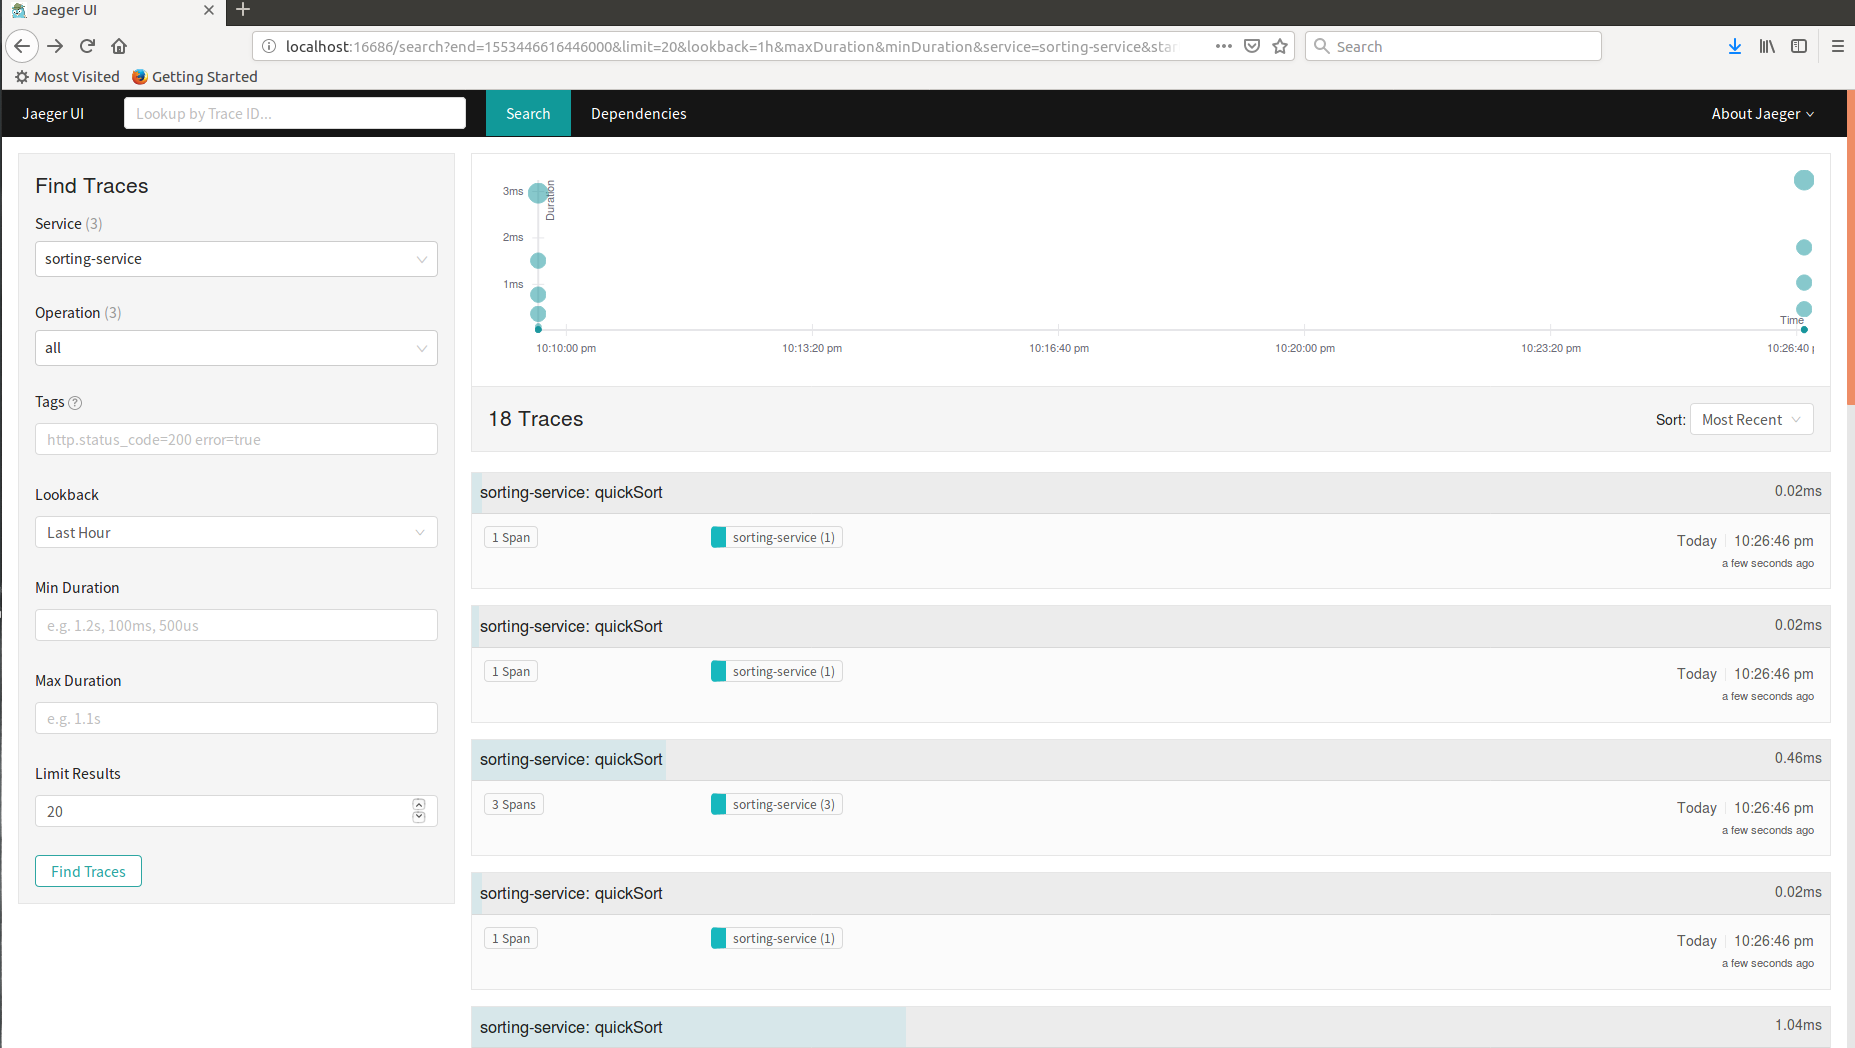 Jaeger UI
localhost:16686/search?end=1553446616446000&limit=20&lookback=1h&maxDuration&minDuration&service=sorting-service&star
Search
Most Visited
Getting Started
Jaeger UI
Lookup by Trace ID...
Search
Dependencies
About Jaeger
Find Traces
Service (3)
sorting-service
Operation (3)
all
Tags
http.status_code=200 error=true
Lookback
Last Hour
Min Duration
e.g. 1.2s, 100ms, 500us
Max Duration
e.g. 1.1s
Limit Results
20
Find Traces
Duration
3ms
2ms
1ms
Time
10:10:00 pm
10:13:20 pm
10:16:40 pm
10:20:00 pm
10:23:20 pm
10:26:40 p
18 Traces
Sort: Most Recent
sorting-service: quickSort
0.02ms
1 Span
sorting-service (1)
Today
10:26:46 pm
a few seconds ago
sorting-service: quickSort
0.02ms
1 Span
sorting-service (1)
Today
10:26:46 pm
a few seconds ago
sorting-service: quickSort
0.46ms
3 Spans
sorting-service (3)
Today
10:26:46 pm
a few seconds ago
sorting-service: quickSort
0.02ms
1 Span
sorting-service (1)
Today
10:26:46 pm
a few seconds ago
sorting-service: quickSort
1.04ms